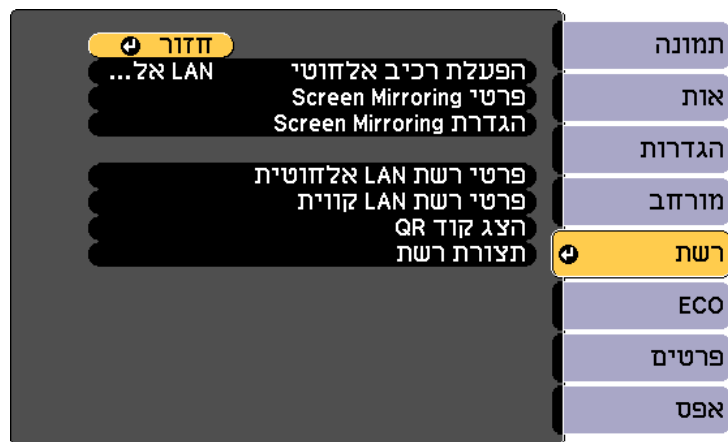 חזור
הפעלת רכיב אלחוטי LAN אל...
פרטי Screen Mirroring
הגדרת Screen Mirroring
פרטי רשת LAN אלחוטית
פרטי רשת LAN קווית
הצג קוד QR
תצורת רשת
תמונה
אות
הגדרות
מורחב
רשת
ECO
פרטים
אפס